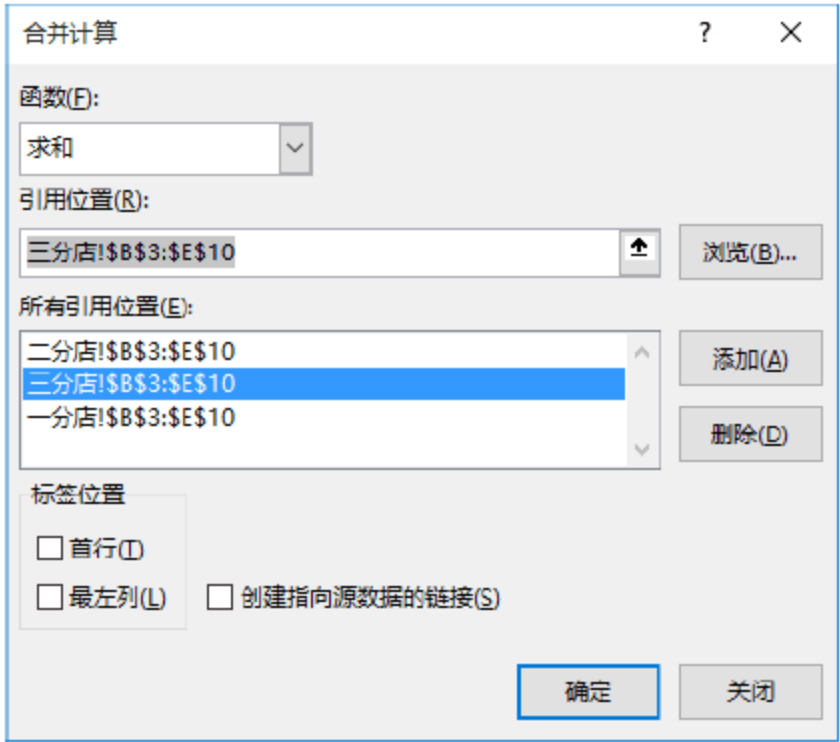 合并计算 ?
函数(F):
求和
引用位置(R):
三分店!$B$3:$E$10 浏览(B)...
所有引用位置(E):
二分店!$B$3:$E$10 添加(A)
三分店!$B$3:$E$10
一分店!$B$3:$E$10 删除(D)
标签位置
首行(T)
最左列(L) 创建指向源数据的链接(S)
确定 关闭